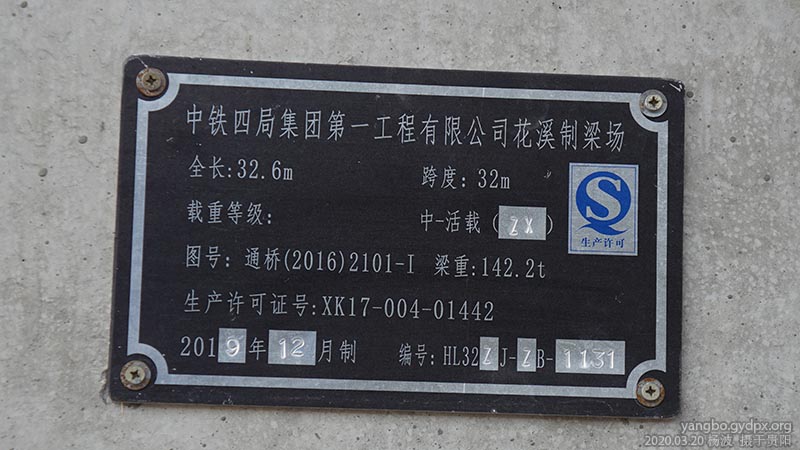 中铁四局集团第一工程有限公司花溪制梁场
全长:32.6m 跨度: 32m
载重等级: 中-活载(ZX)
图号: 通桥(2016)2101-I 梁重:142.2t
生产许可证号:XK17-004-01442
2019年12月制 编号:HL32ZJ-ZB-1131
生产许可
yangbo.gydpx.org
2020.03.20 杨波 摄于贵阳